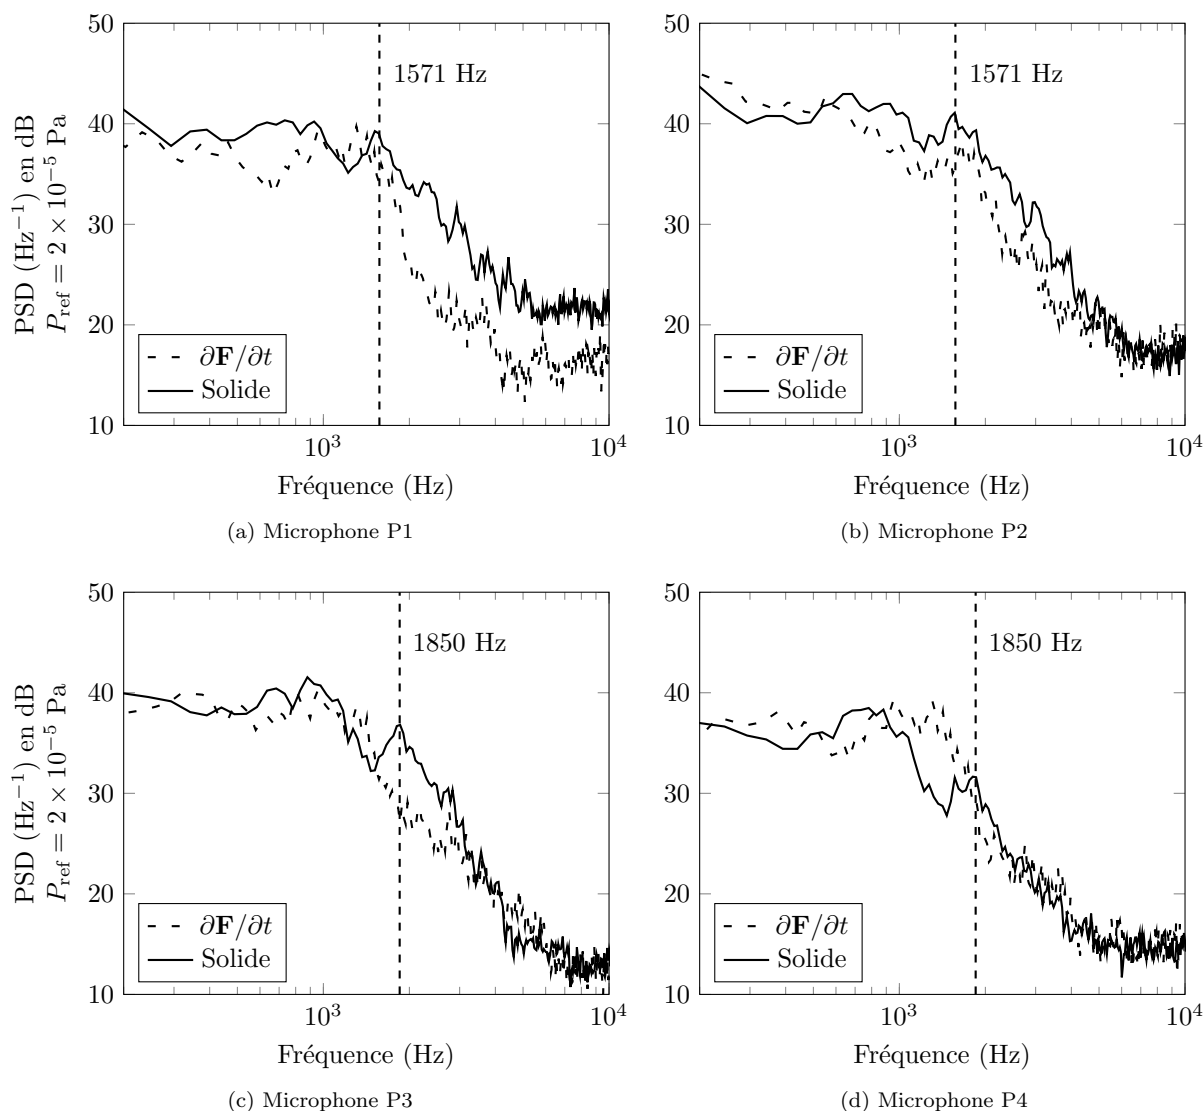 50
40
30
20
10
PSD (Hz⁻¹) en dB
P_ref = 2 × 10⁻⁵ Pa
1571 Hz
∂F/∂t
Solide
10³
10⁴
Fréquence (Hz)
(a) Microphone P1
50
40
30
20
10
1571 Hz
∂F/∂t
Solide
10³
10⁴
Fréquence (Hz)
(b) Microphone P2
50
40
30
20
10
PSD (Hz⁻¹) en dB
P_ref = 2 × 10⁻⁵ Pa
1850 Hz
∂F/∂t
Solide
10³
10⁴
Fréquence (Hz)
(c) Microphone P3
50
40
30
20
10
1850 Hz
∂F/∂t
Solide
10³
10⁴
Fréquence (Hz)
(d) Microphone P4